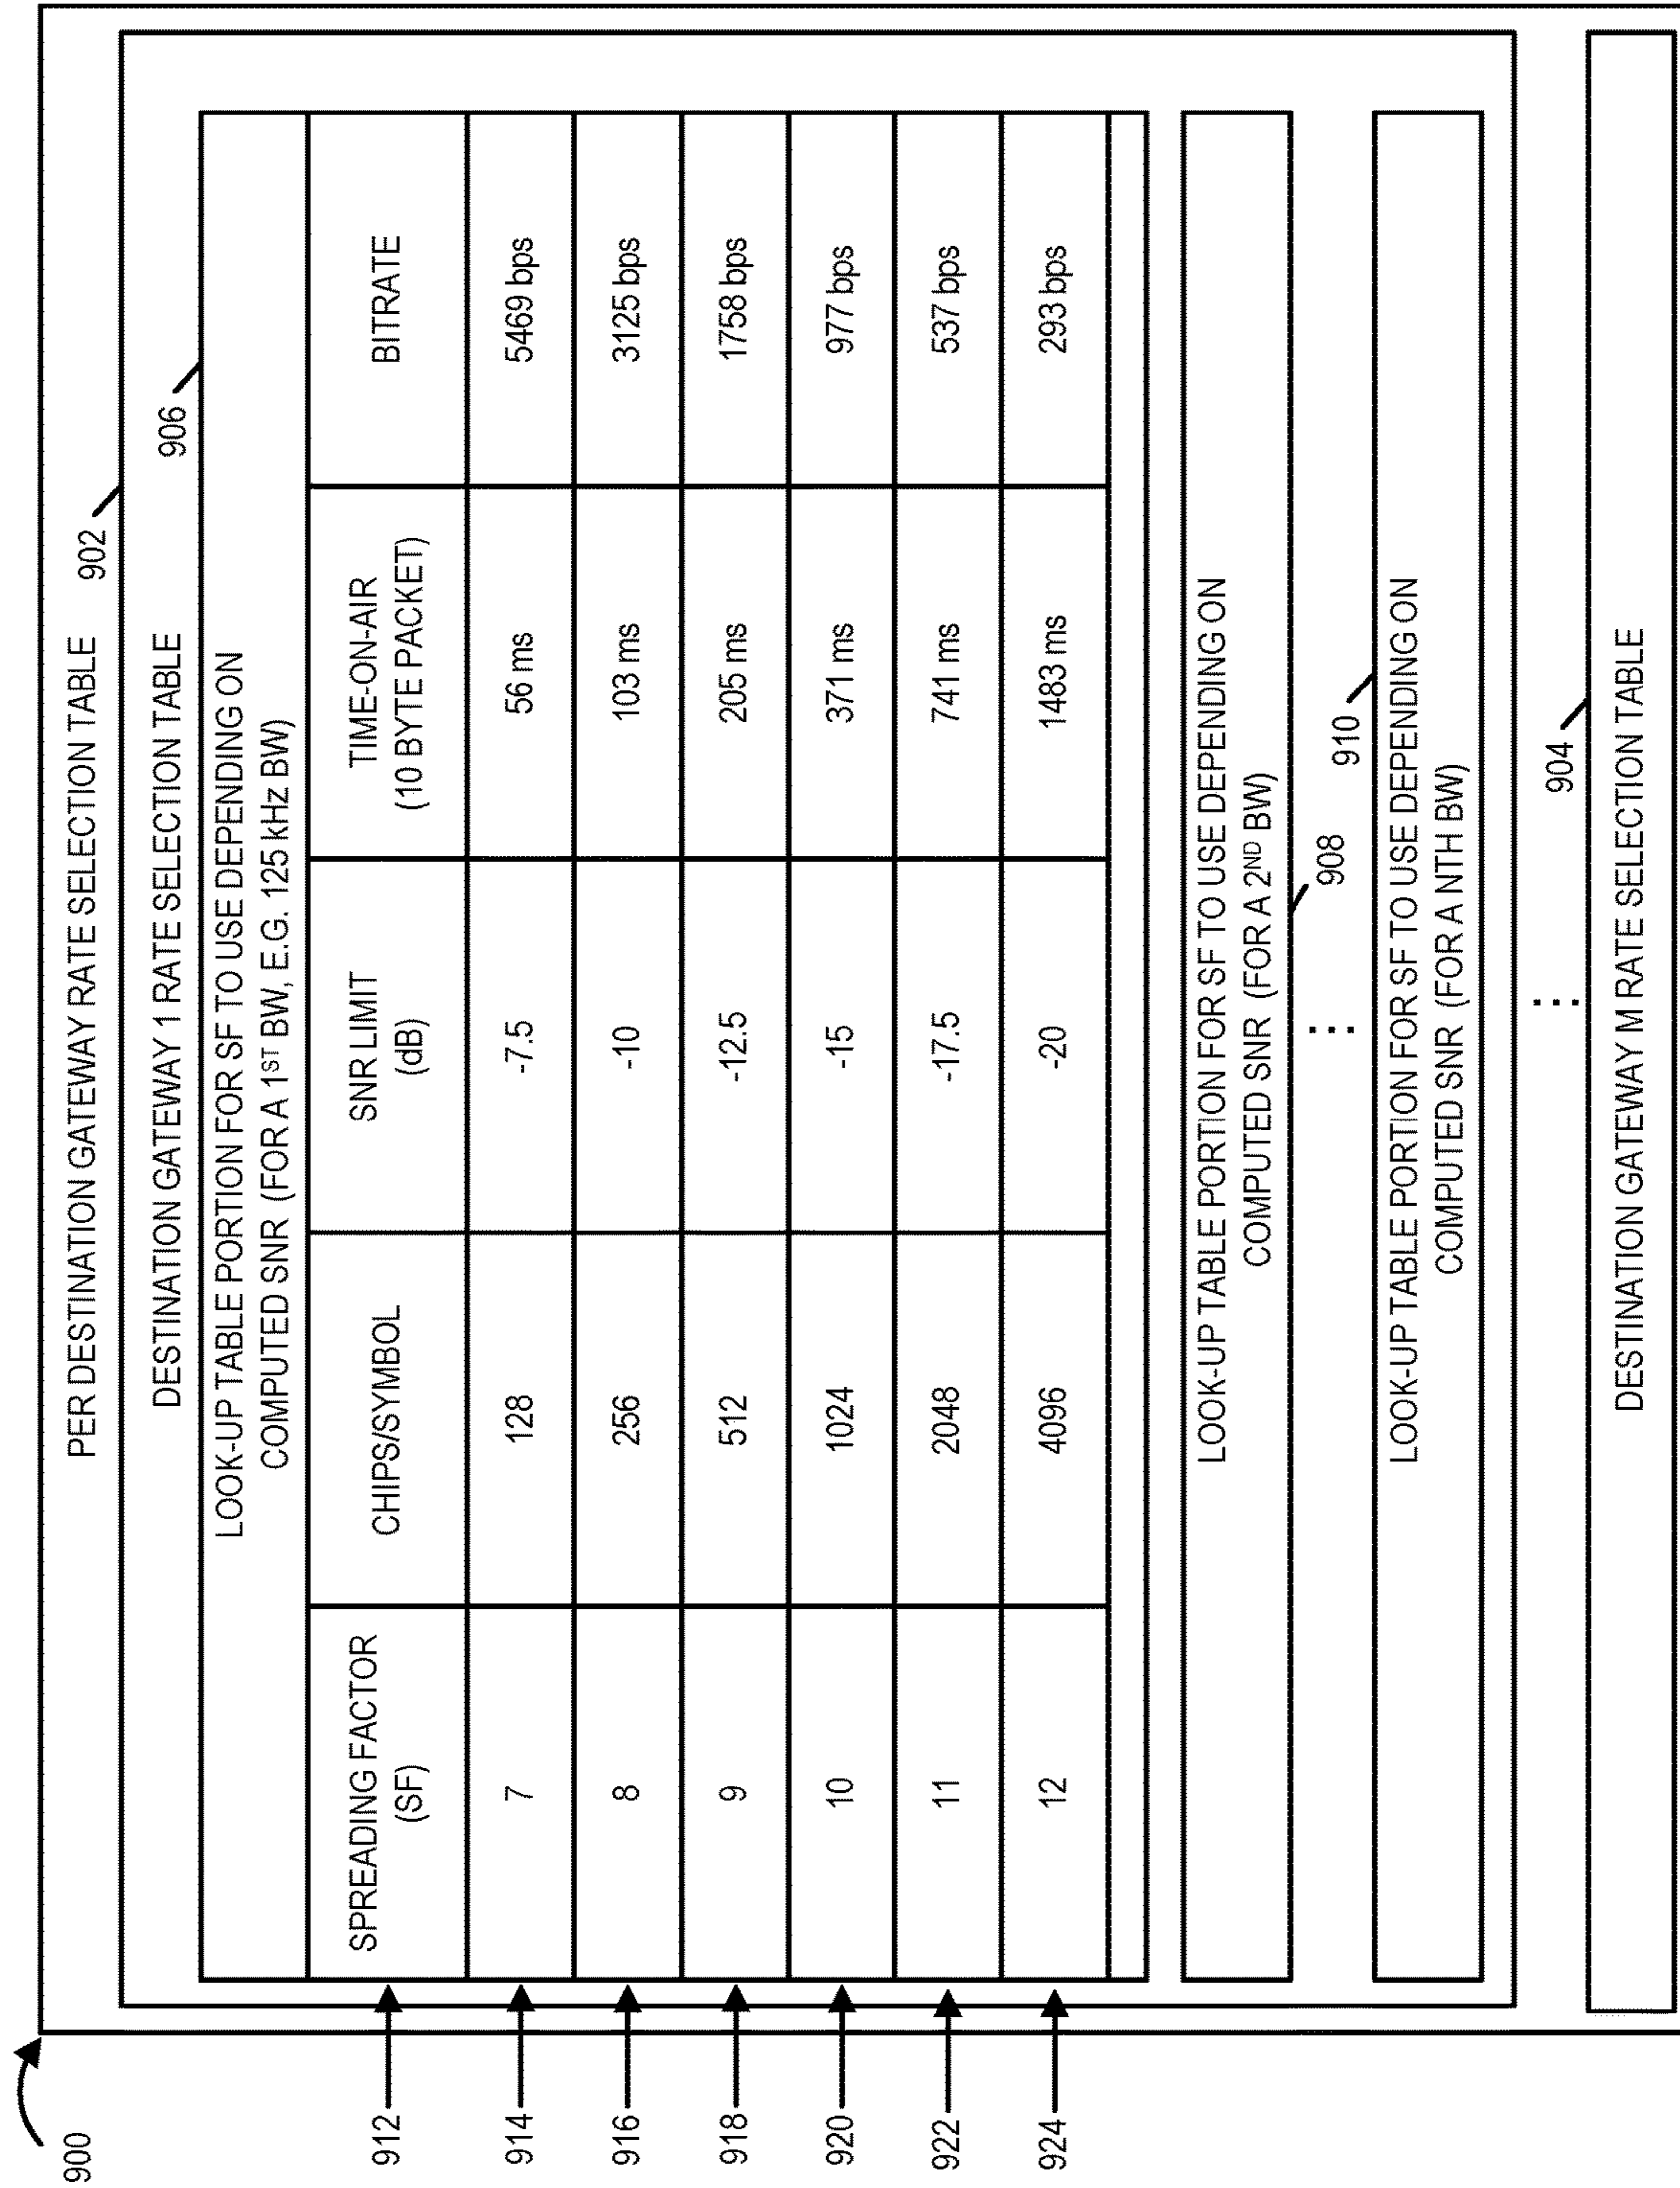 900
PER DESTINATION GATEWAY RATE SELECTION TABLE
902
DESTINATION GATEWAY 1 RATE SELECTION TABLE
906
LOOK-UP TABLE PORTION FOR SF TO USE DEPENDING ON
COMPUTED SNR (FOR A 1ST BW, E.G. 125 kHz BW)
912 SPREADING FACTOR (SF) CHIPS/SYMBOL SNR LIMIT (dB) TIME-ON-AIR (10 BYTE PACKET) BITRATE
914 7 128 -7.5 56 ms 5469 bps
916 8 256 -10 103 ms 3125 bps
918 9 512 -12.5 205 ms 1758 bps
920 10 1024 -15 371 ms 977 bps
922 11 2048 -17.5 741 ms 537 bps
924 12 4096 -20 1483 ms 293 bps
LOOK-UP TABLE PORTION FOR SF TO USE DEPENDING ON
COMPUTED SNR (FOR A 2ND BW)
908
...
910
LOOK-UP TABLE PORTION FOR SF TO USE DEPENDING ON
COMPUTED SNR (FOR A NTH BW)
...
904
DESTINATION GATEWAY M RATE SELECTION TABLE